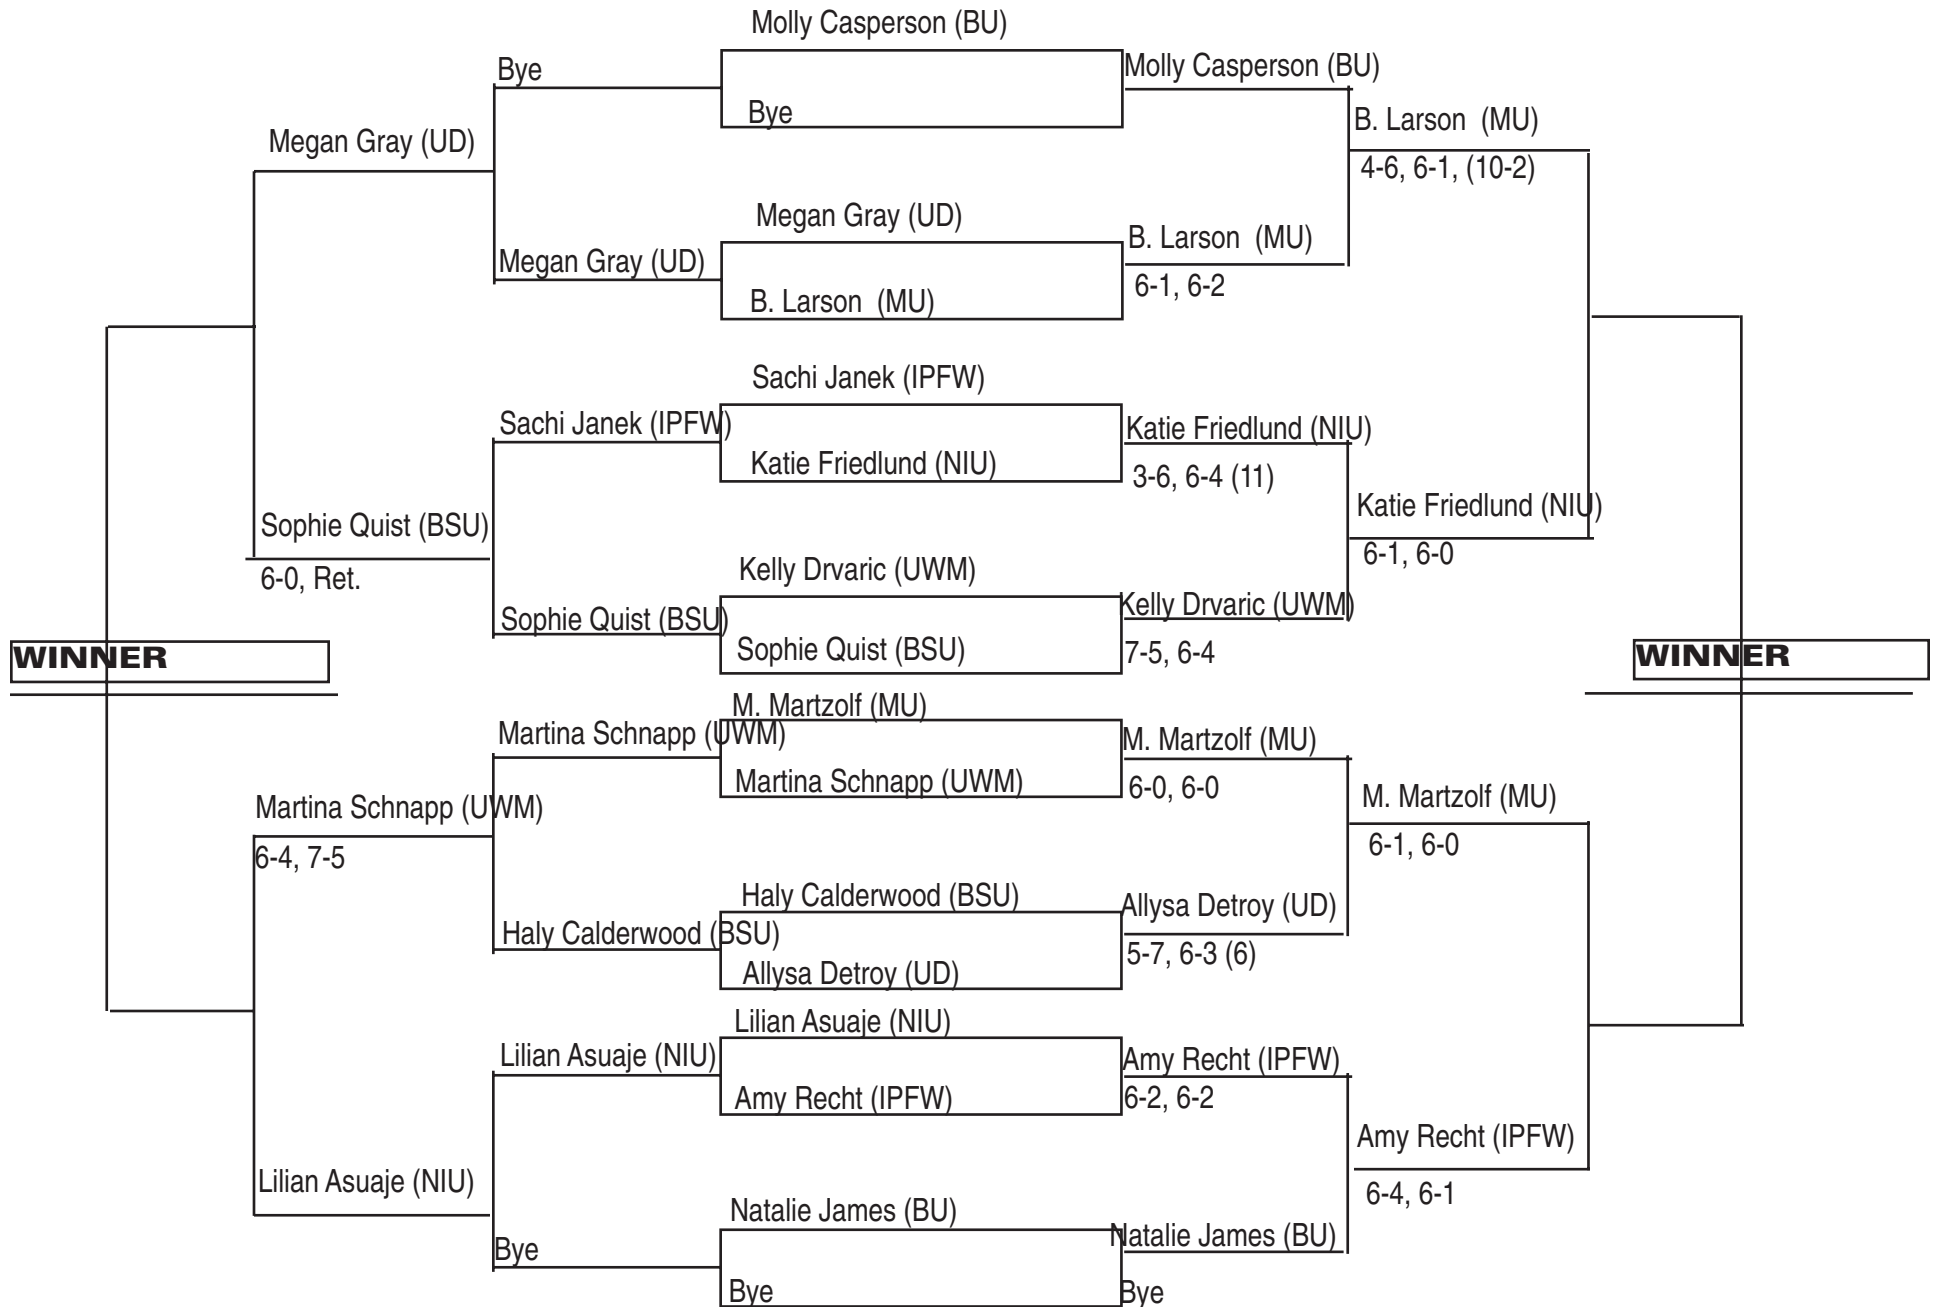 Molly Casperson (BU)
Bye
Molly Casperson (BU)
Bye
B. Larson (MU)
Megan Gray (UD)
4-6, 6-1, (10-2)
Megan Gray (UD)
B. Larson (MU)
Megan Gray (UD)
6-1, 6-2
B. Larson (MU)
Sachi Janek (IPFW)
Sachi Janek (IPFW)
Katie Friedlund (NIU)
Katie Friedlund (NIU)
3-6, 6-4 (11)
Katie Friedlund (NIU)
Sophie Quist (BSU)
6-1, 6-0
6-0, Ret.
Kelly Drvaric (UWM)
Kelly Drvaric (UWM)
Sophie Quist (BSU)
Sophie Quist (BSU)
7-5, 6-4
WINNER
WINNER
M. Martzolf (MU)
Martina Schnapp (UWM)
M. Martzolf (MU)
Martina Schnapp (UWM)
6-0, 6-0
M. Martzolf (MU)
Martina Schnapp (UWM)
6-1, 6-0
6-4, 7-5
Haly Calderwood (BSU)
Allysa Detroy (UD)
Haly Calderwood (BSU)
5-7, 6-3 (6)
Allysa Detroy (UD)
Lilian Asuaje (NIU)
Lilian Asuaje (NIU)
Amy Recht (IPFW)
Amy Recht (IPFW)
6-2, 6-2
Amy Recht (IPFW)
Lilian Asuaje (NIU)
6-4, 6-1
Natalie James (BU)
Natalie James (BU)
Bye
Bye
Bye